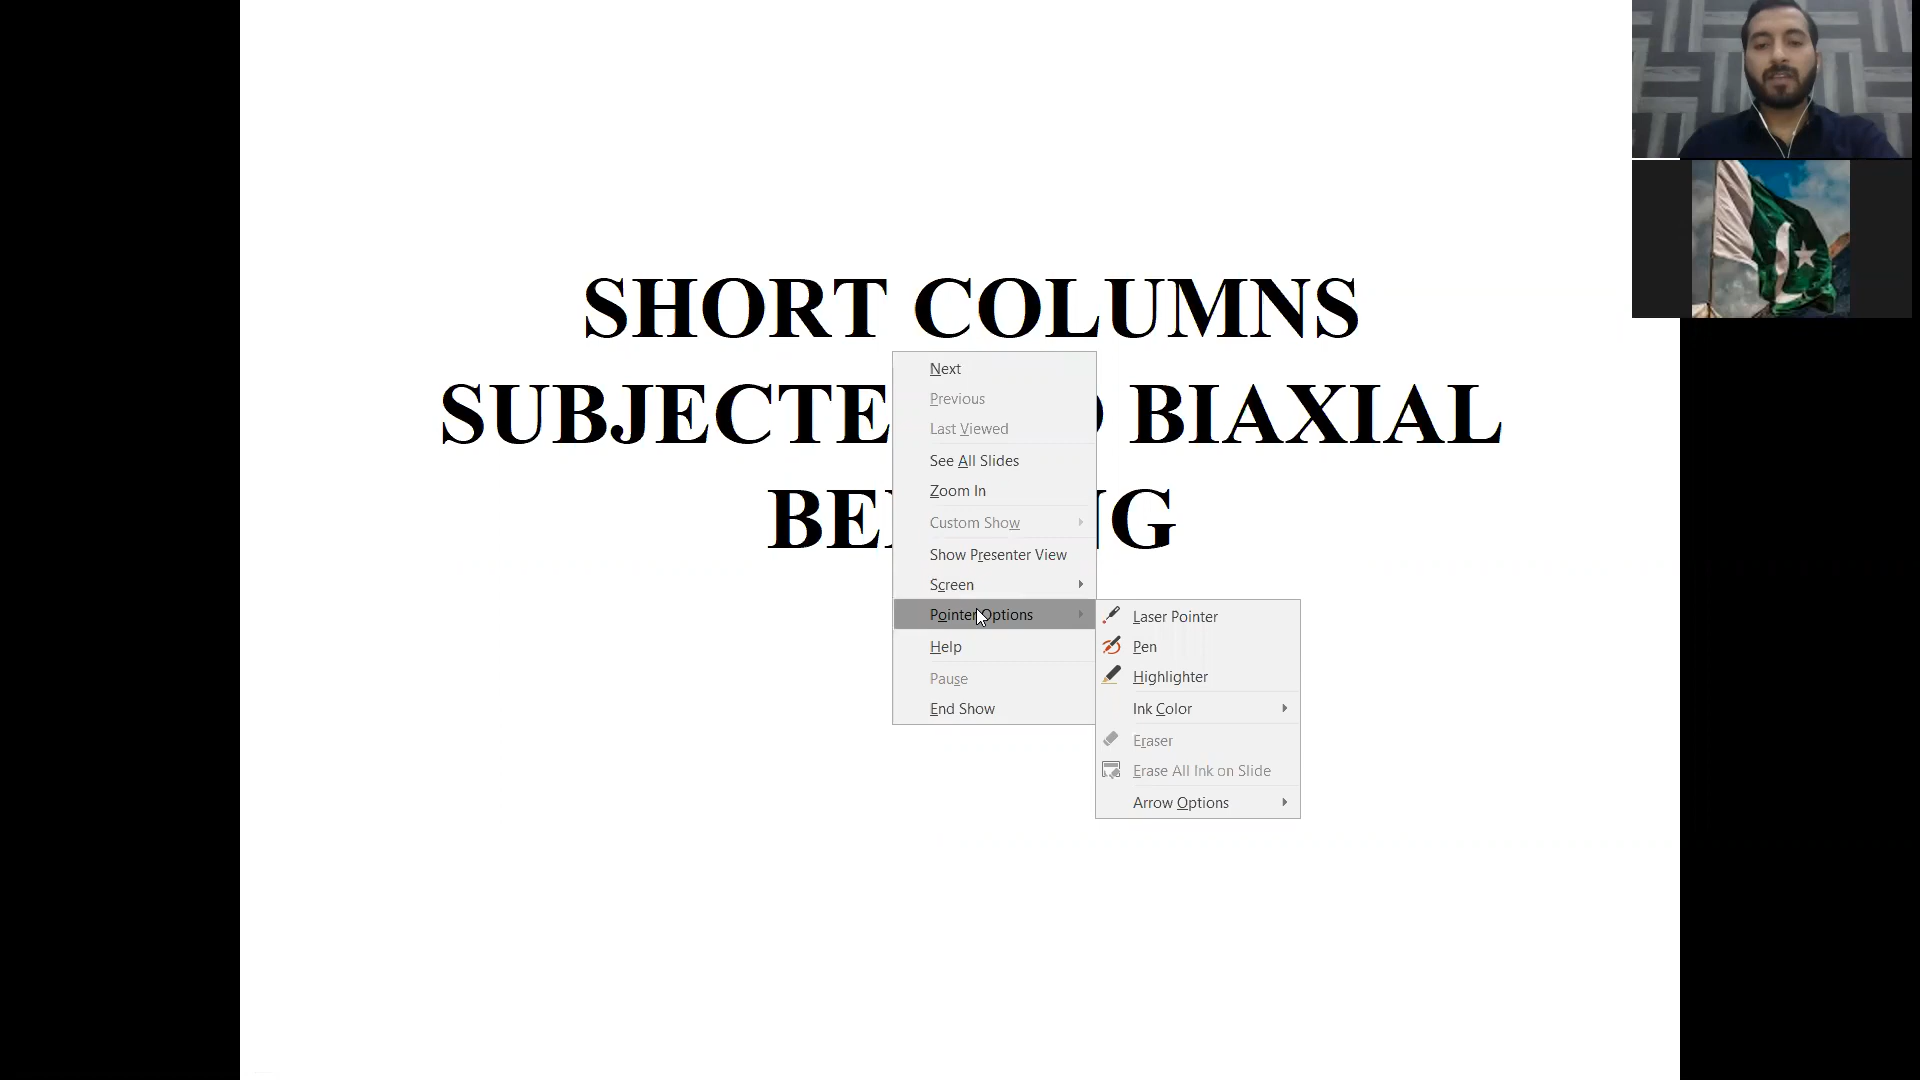 SHORT COLUMNS
SUBJECTE BIAXIAL
BE NG
Next
Previous
Last Viewed
See All Slides
Zoom In
Custom Show
Show Presenter View
Screen
Pointer Options
Help
Pause
End Show
Laser Pointer
Pen
Highlighter
Ink Color
Eraser
Erase All Ink on Slide
Arrow Options